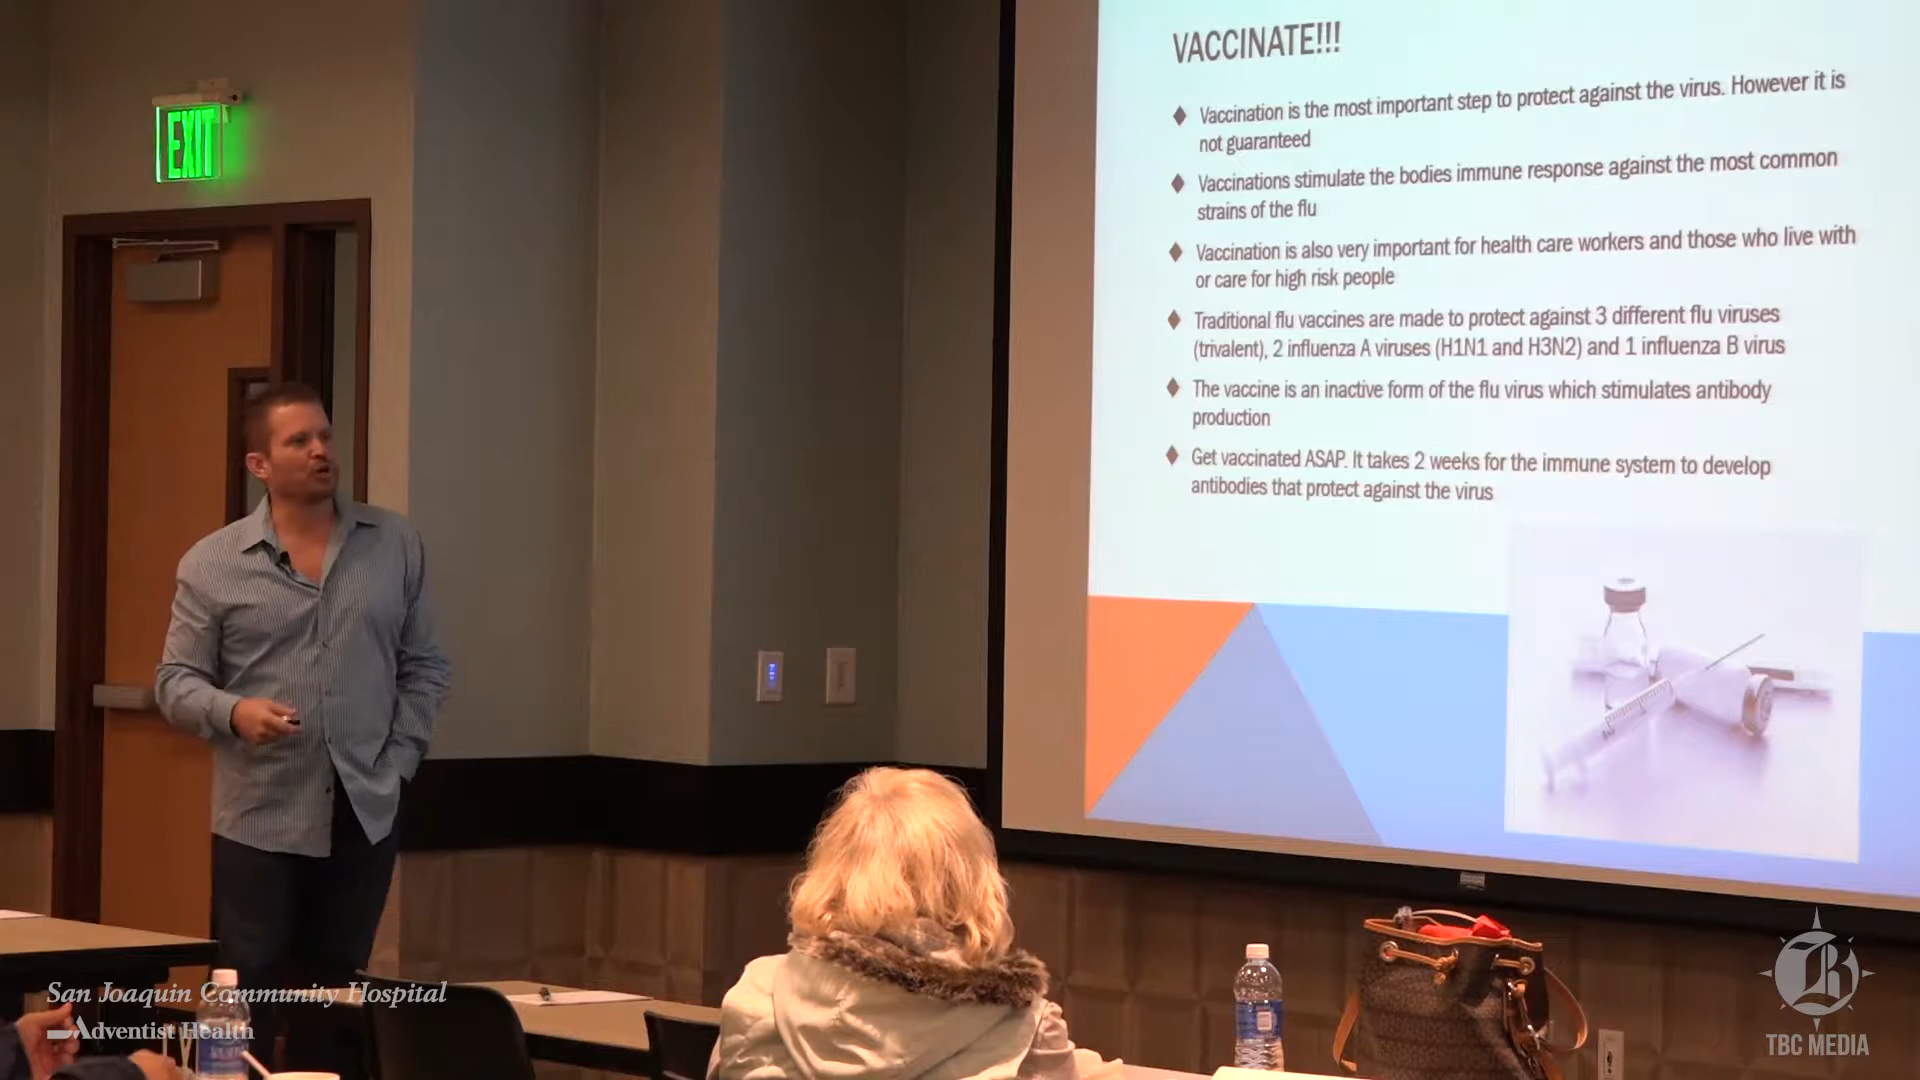 EXIT
VACCINATE!!!
Vaccination is the most important step to protect against the virus. However it is
not guaranteed
Vaccinations stimulate the bodies immune response against the most common
strains of the flu
Vaccination is also very important for health care workers and those who live with
or care for high risk people
Traditional flu vaccines are made to protect against 3 different flu viruses
(trivalent), 2 influenza A viruses (H1N1 and H3N2) and 1 influenza B virus
The vaccine is an inactive form of the flu virus which stimulates antibody
production
Get vaccinated ASAP. It takes 2 weeks for the immune system to develop
antibodies that protect against the virus
San Joaquin Community Hospital
Adventist Health
B
TBC MEDIA